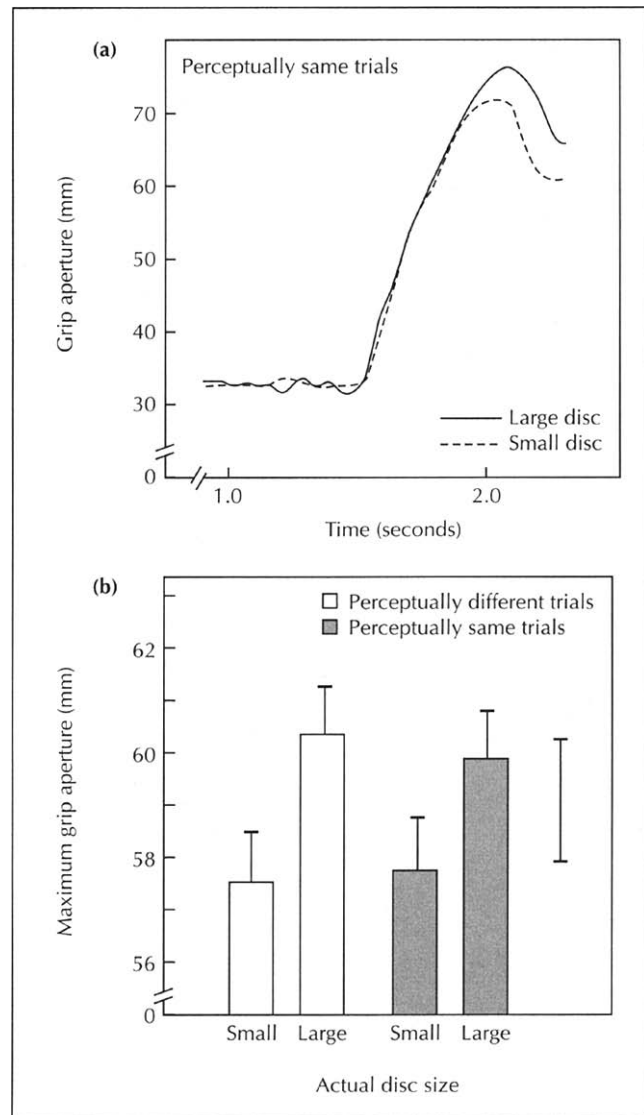 (a)
Perceptually same trials
Grip aperture (mm)
70
60
50
40
30
0
Large disc
Small disc
1.0
2.0
Time (seconds)
(b)
Perceptually different trials
Perceptually same trials
Maximum grip aperture (mm)
62
60
58
56
0
Small Large Small Large
Actual disc size